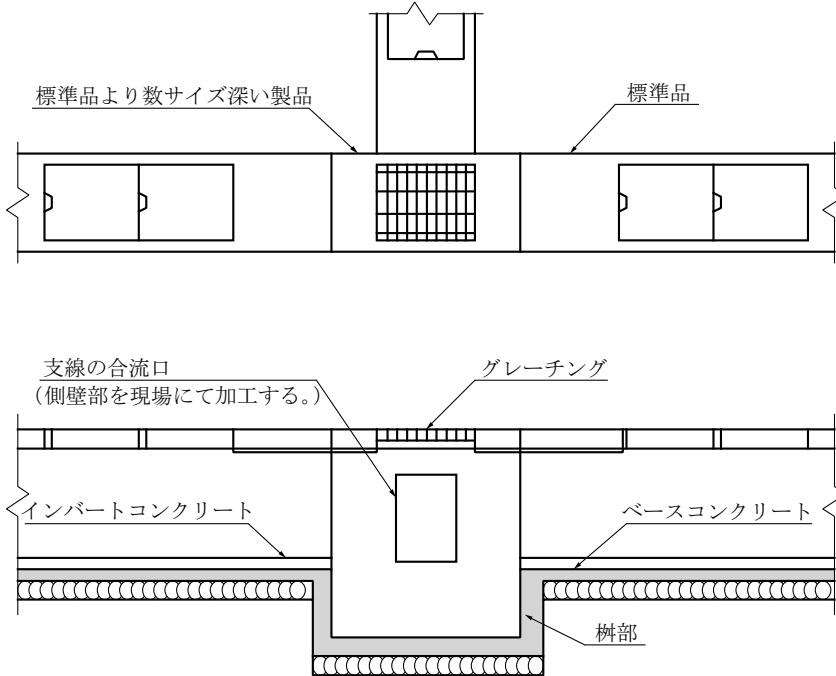 標準品より数サイズ深い製品
標準品
支線の合流口
（側壁部を現場にて加工する。）
グレーチング
インバートコンクリート
ベースコンクリート
桝部